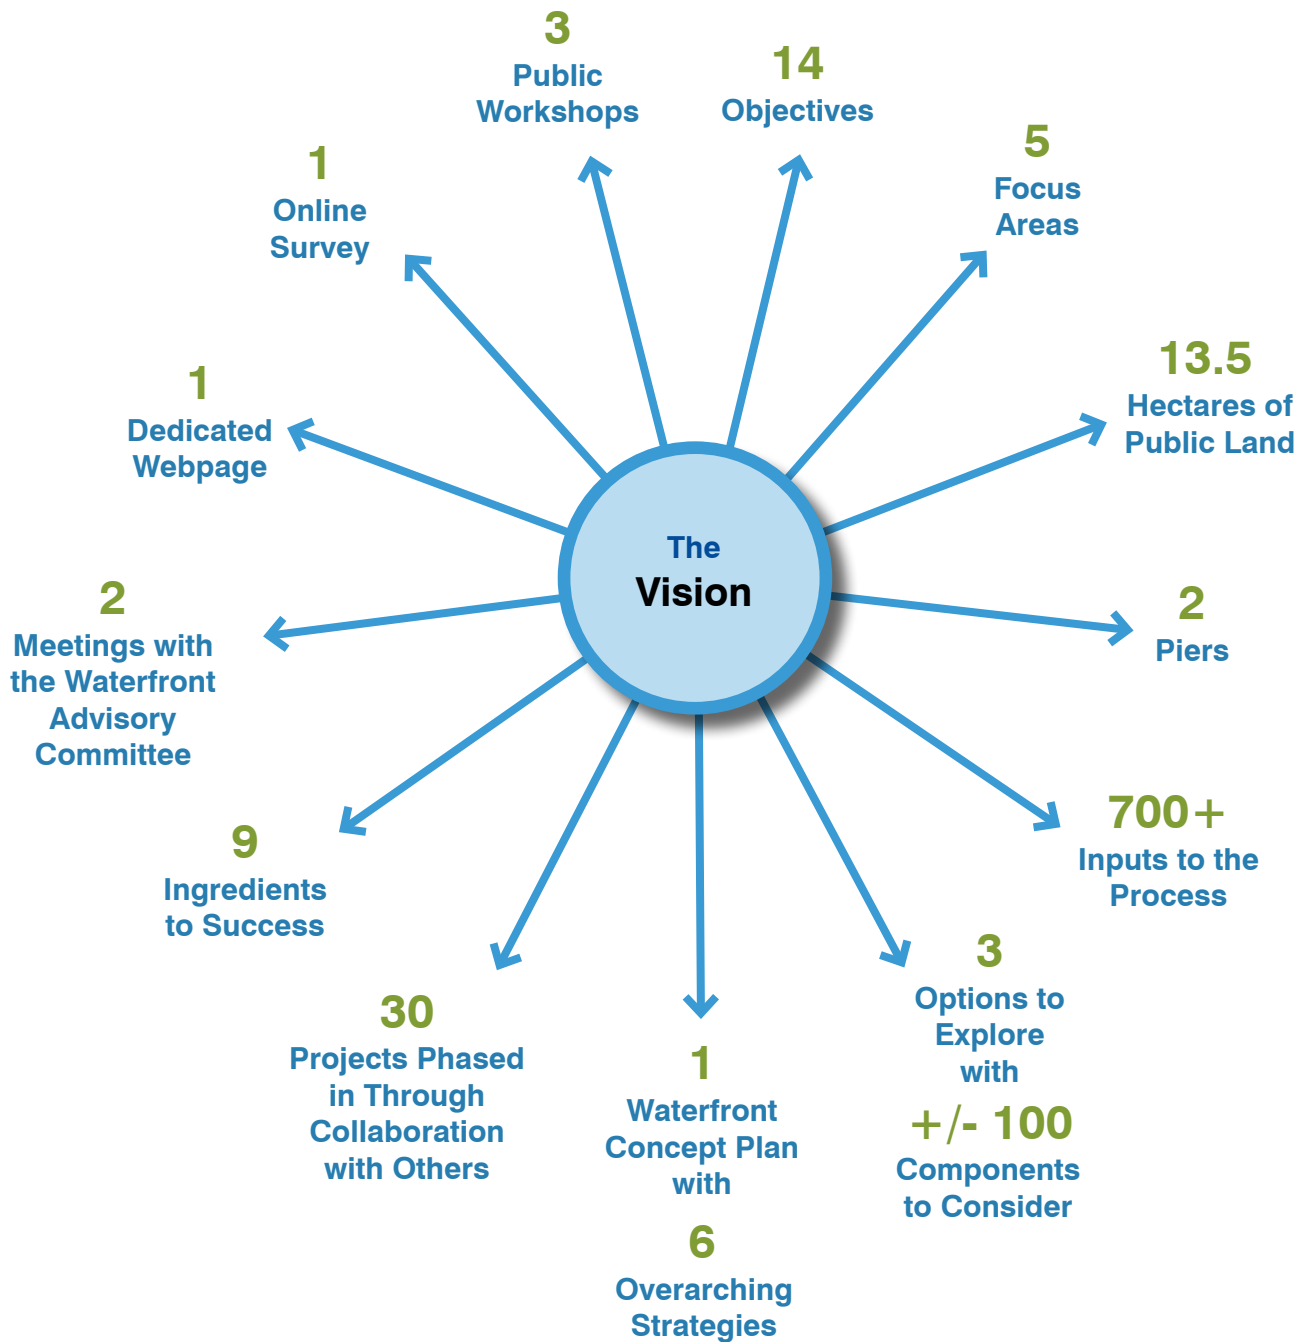 3
Public
Workshops
14
Objectives
5
Focus
Areas
13.5
Hectares of
Public Land
2
Piers
700+
Inputs to the
Process
3
Options to
Explore
with
+/- 100
Components
to Consider
1
Waterfront
Concept Plan
with
6
Overarching
Strategies
30
Projects Phased
in Through
Collaboration
with Others
9
Ingredients
to Success
2
Meetings with
the Waterfront
Advisory
Committee
1
Dedicated
Webpage
1
Online
Survey
The
Vision